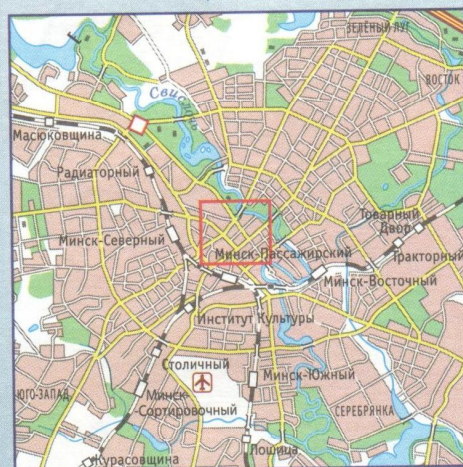 ЗЕЛЁНЫЙ ЛУГ
ВОСТОК
Свислочь
Масюковщина
Радиаторный
Товарный
Двор
Минск-Северный
Минск-Пассажирский
Тракторный
Минск-Восточный
Институт Культуры
Столичный
Минск-Южный
ЮГО-ЗАПАД
Минск-
-Сортировочный
СЕРЕБРЯНКА
Лошица
Курасовщина